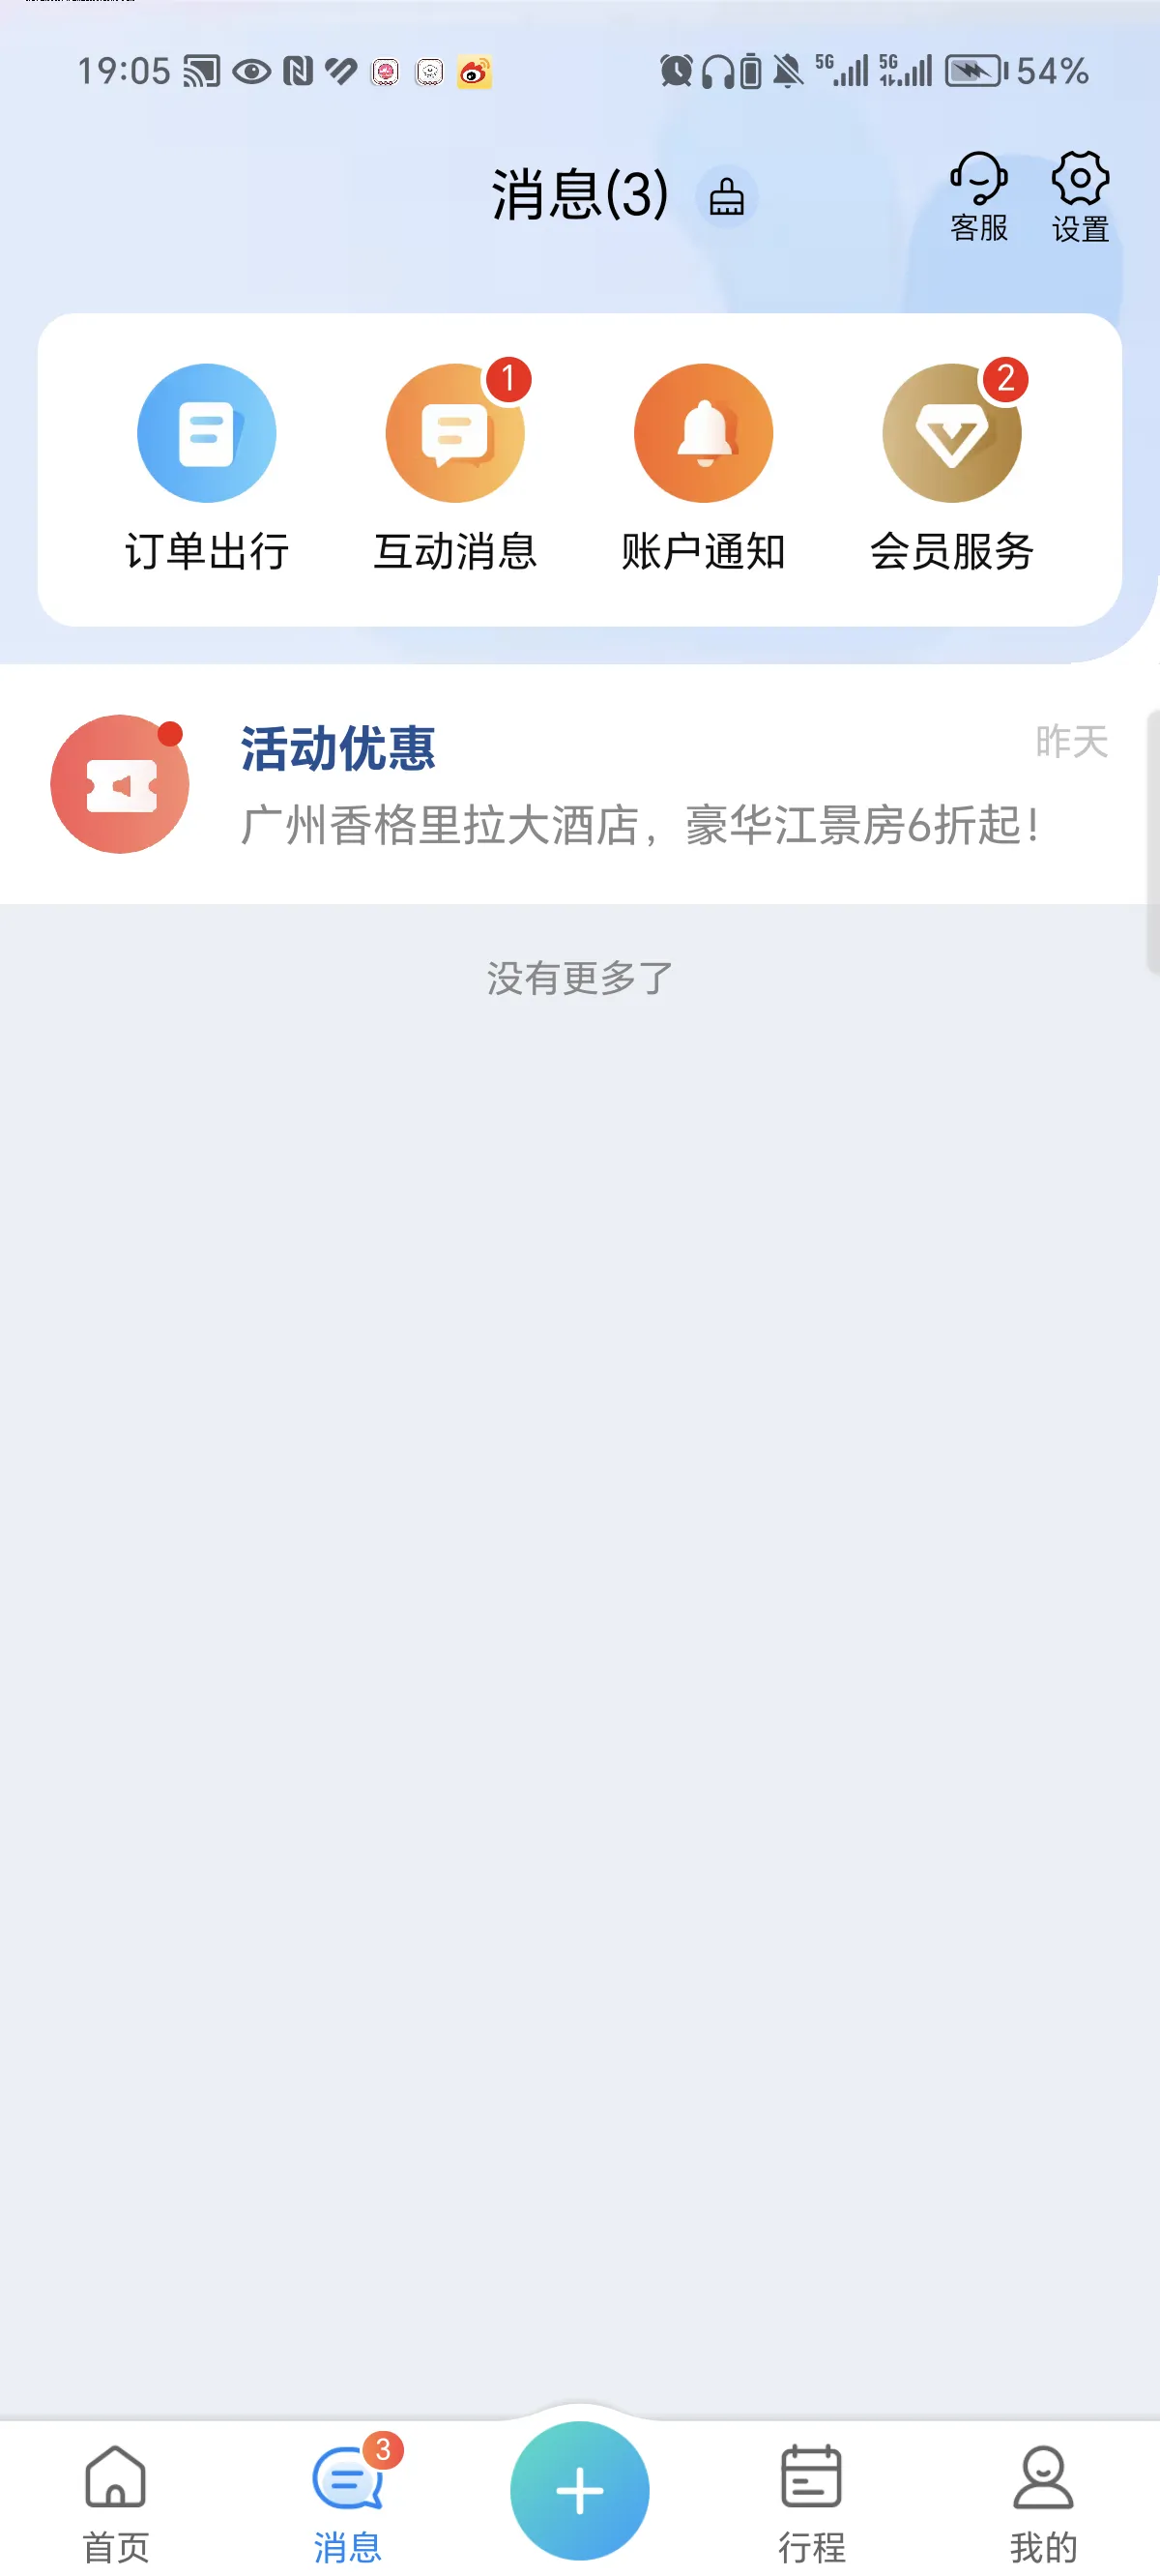 19:05
5G
5G
54%
消息(3)
客服
设置
1
2
订单出行
互动消息
账户通知
会员服务
活动优惠
昨天
广州香格里拉大酒店，豪华江景房6折起！
没有更多了
3
首页
消息
行程
我的